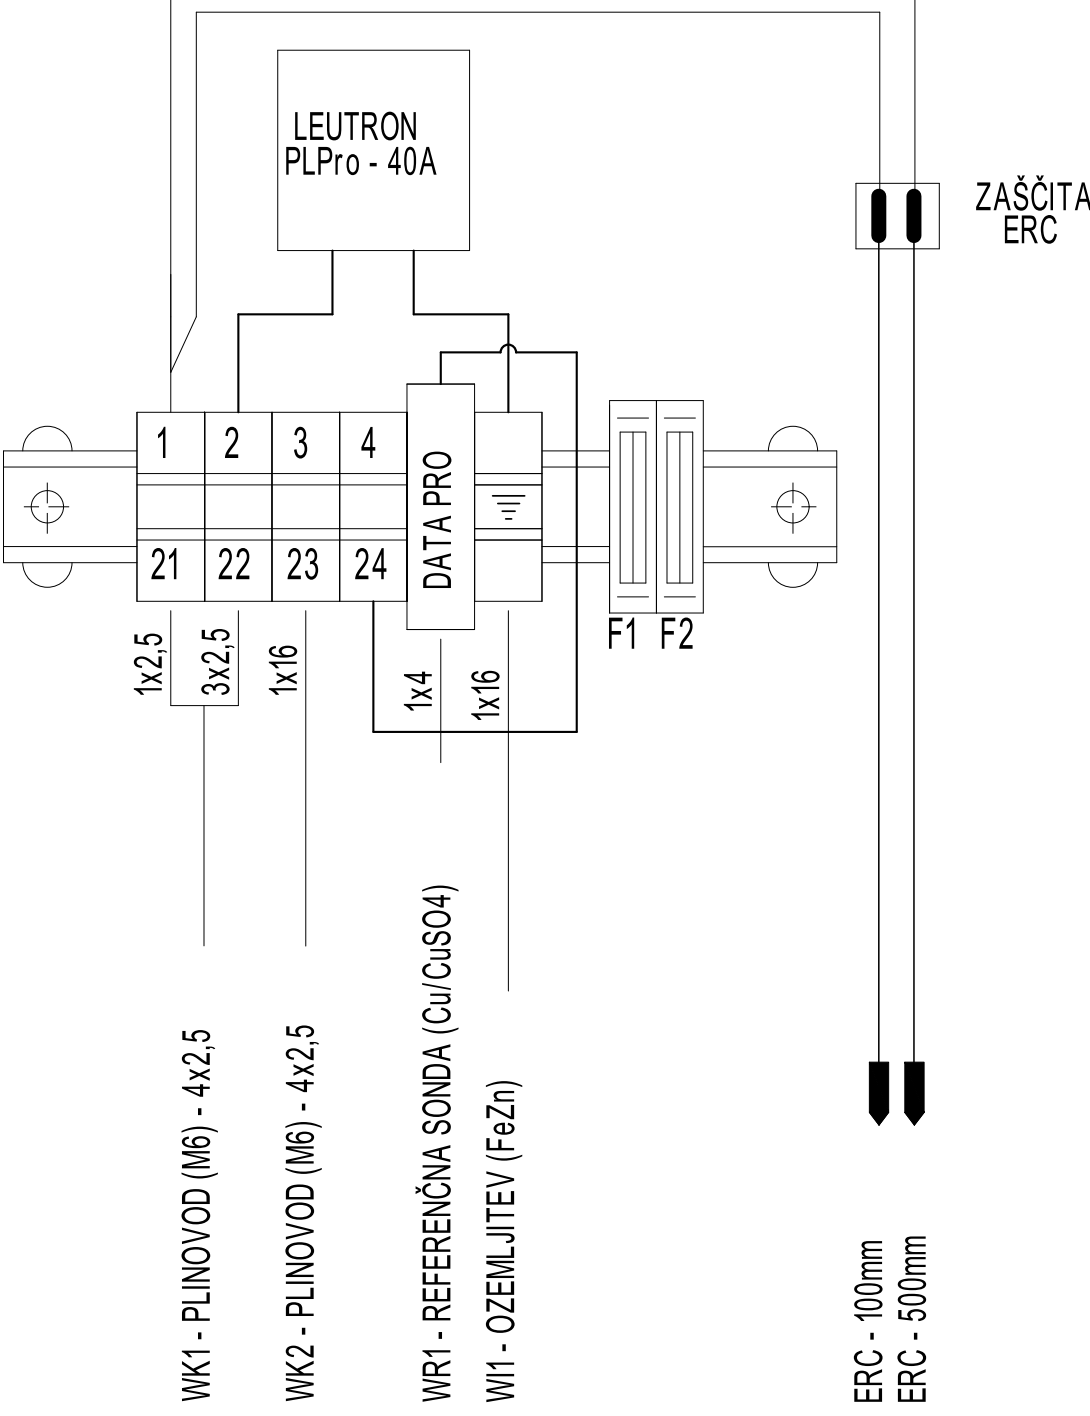 LEUTRON
PLPro - 40A
ZAŠČITA
ERC
1
2
3
4
DATA PRO
21
22
23
24
F1
F2
1x2,5
3x2,5
1x16
1x4
1x16
WK1 - PLINOVOD (M6) - 4x2,5
WK2 - PLINOVOD (M6) - 4x2,5
WR1 - REFERENČNA SONDA (Cu/CuSO4)
WI1 - OZEMLJITEV (FeZn)
ERC - 100mm
ERC - 500mm